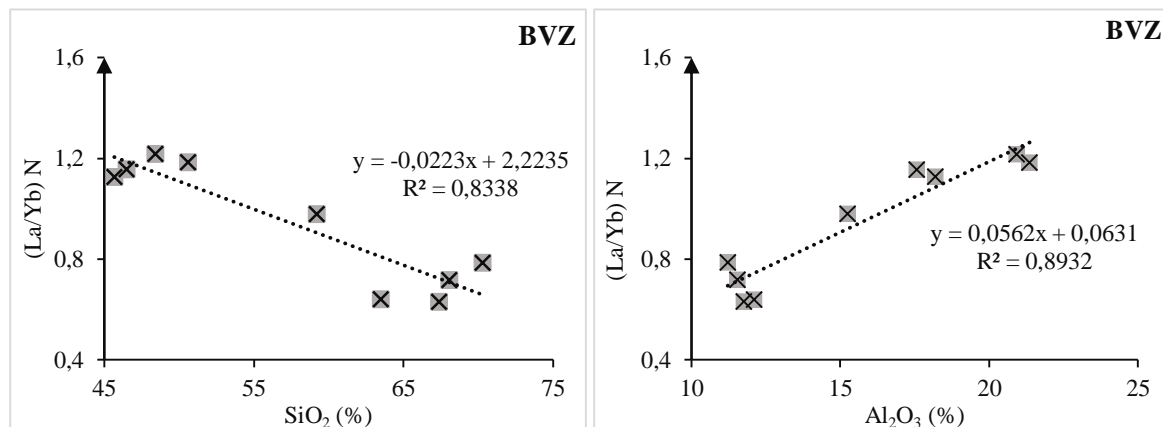 BVZ
1,6
1,2
0,8
0,4
(La/Yb) N
y = -0,0223x + 2,2235
R² = 0,8338
45
55
65
75
SiO₂ (%)
BVZ
1,6
1,2
0,8
0,4
(La/Yb) N
y = 0,0562x + 0,0631
R² = 0,8932
10
15
20
25
Al₂O₃ (%)